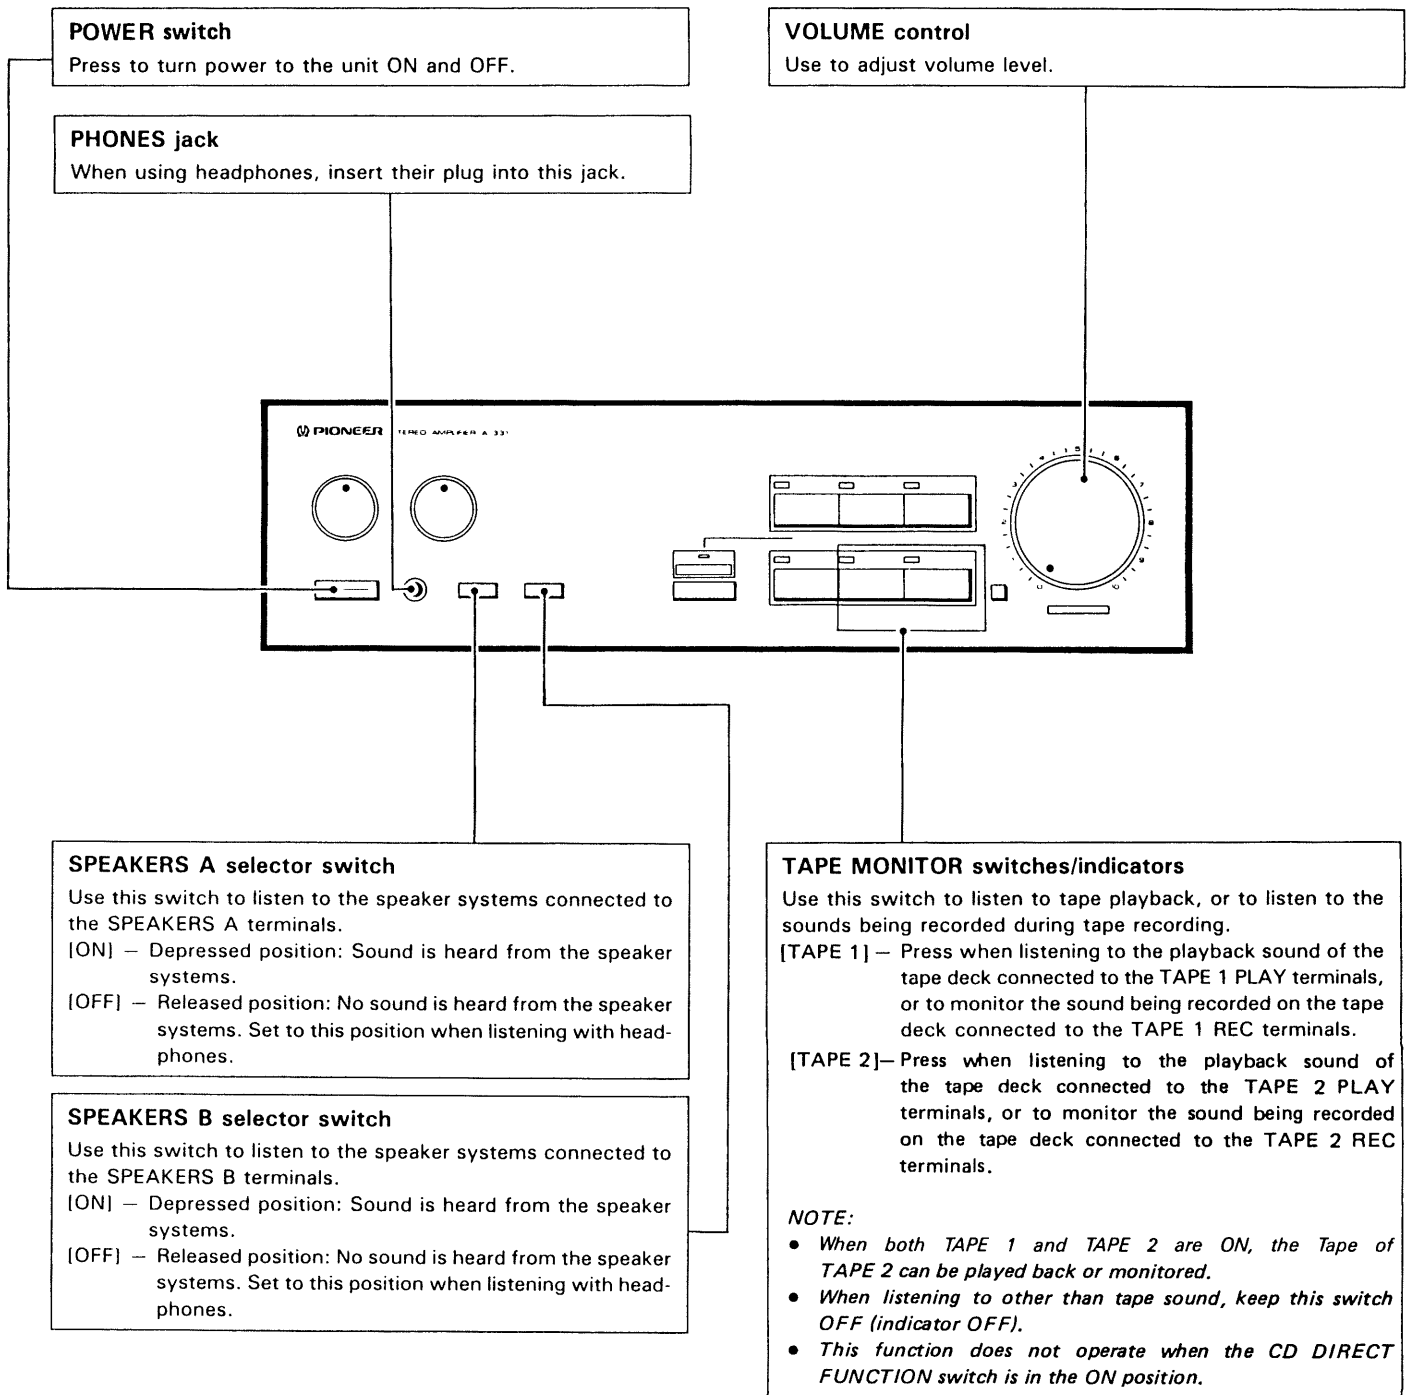 POWER switch
Press to turn power to the unit ON and OFF.
PHONES jack
When using headphones, insert their plug into this jack.
VOLUME control
Use to adjust volume level.
PIONEER
SPEAKERS A selector switch
Use this switch to listen to the speaker systems connected to
the SPEAKERS A terminals.
[ON] — Depressed position: Sound is heard from the speaker
systems.
[OFF] — Released position: No sound is heard from the speaker
systems. Set to this position when listening with head-
phones.
SPEAKERS B selector switch
Use this switch to listen to the speaker systems connected to
the SPEAKERS B terminals.
[ON] — Depressed position: Sound is heard from the speaker
systems.
[OFF] — Released position: No sound is heard from the speaker
systems. Set to this position when listening with head-
phones.
TAPE MONITOR switches/indicators
Use this switch to listen to tape playback, or to listen to the
sounds being recorded during tape recording.
[TAPE 1] — Press when listening to the playback sound of the
tape deck connected to the TAPE 1 PLAY terminals,
or to monitor the sound being recorded on the tape
deck connected to the TAPE 1 REC terminals.
[TAPE 2]— Press when listening to the playback sound of
the tape deck connected to the TAPE 2 PLAY
terminals, or to monitor the sound being recorded
on the tape deck connected to the TAPE 2 REC
terminals.
NOTE:
● When both TAPE 1 and TAPE 2 are ON, the Tape of
TAPE 2 can be played back or monitored.
● When listening to other than tape sound, keep this switch
OFF (indicator OFF).
● This function does not operate when the CD DIRECT
FUNCTION switch is in the ON position.